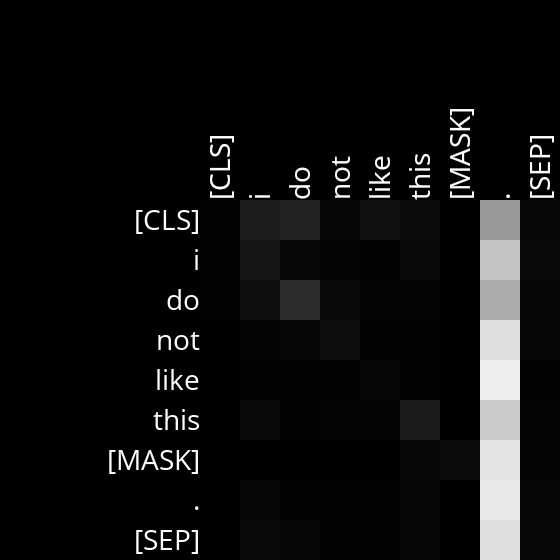 [CLS] i do not like this [MASK] . [SEP]
[CLS]
i
do
not
like
this
[MASK]
.
[SEP]